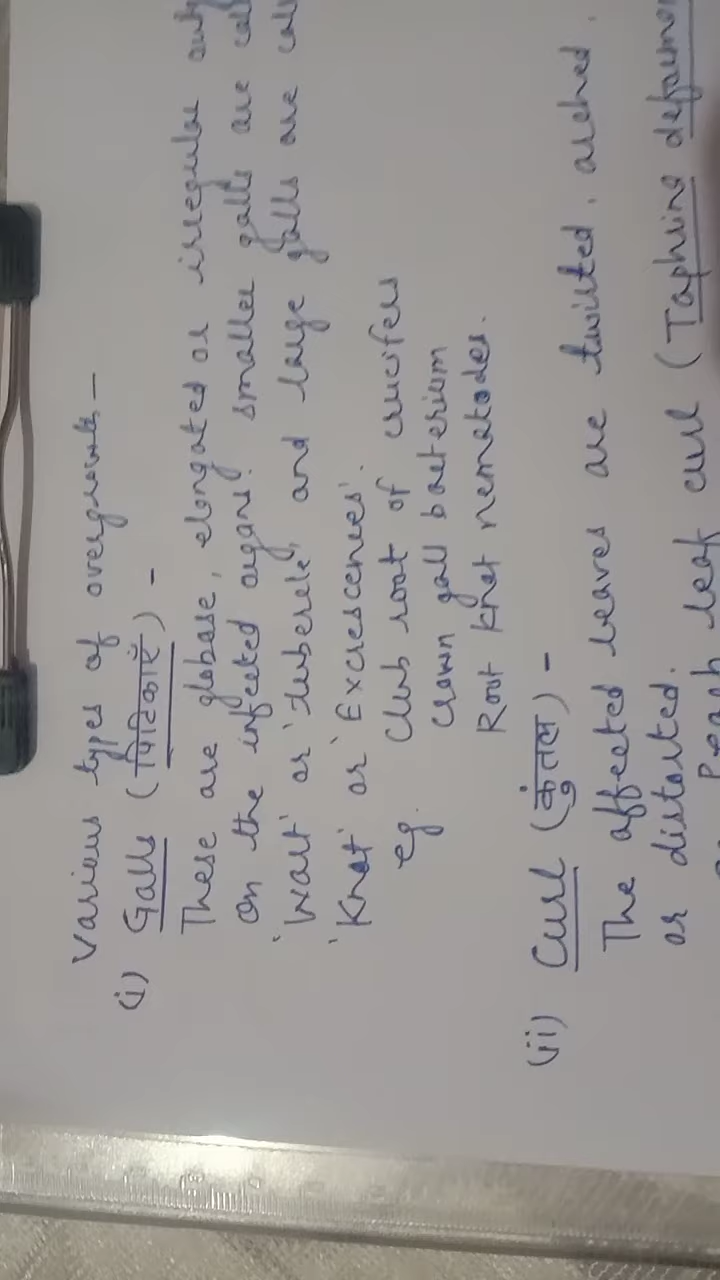 Various types of overgrowth —
(i) Galls (पिटिकाएँ) -
These are globase, elongated or irregular
on the infected organs. smaller galls are
'Wart' or 'tubercle', and large galls are
'Knot' or 'Excrescences'.
eg. Club root of crucifers
Crown gall bacterium
Root knot nematodes.
(ii) Curl (कुंतल) -
The affected leaves are twisted, arched,
or distorted.
Peach leaf curl (Taphrina